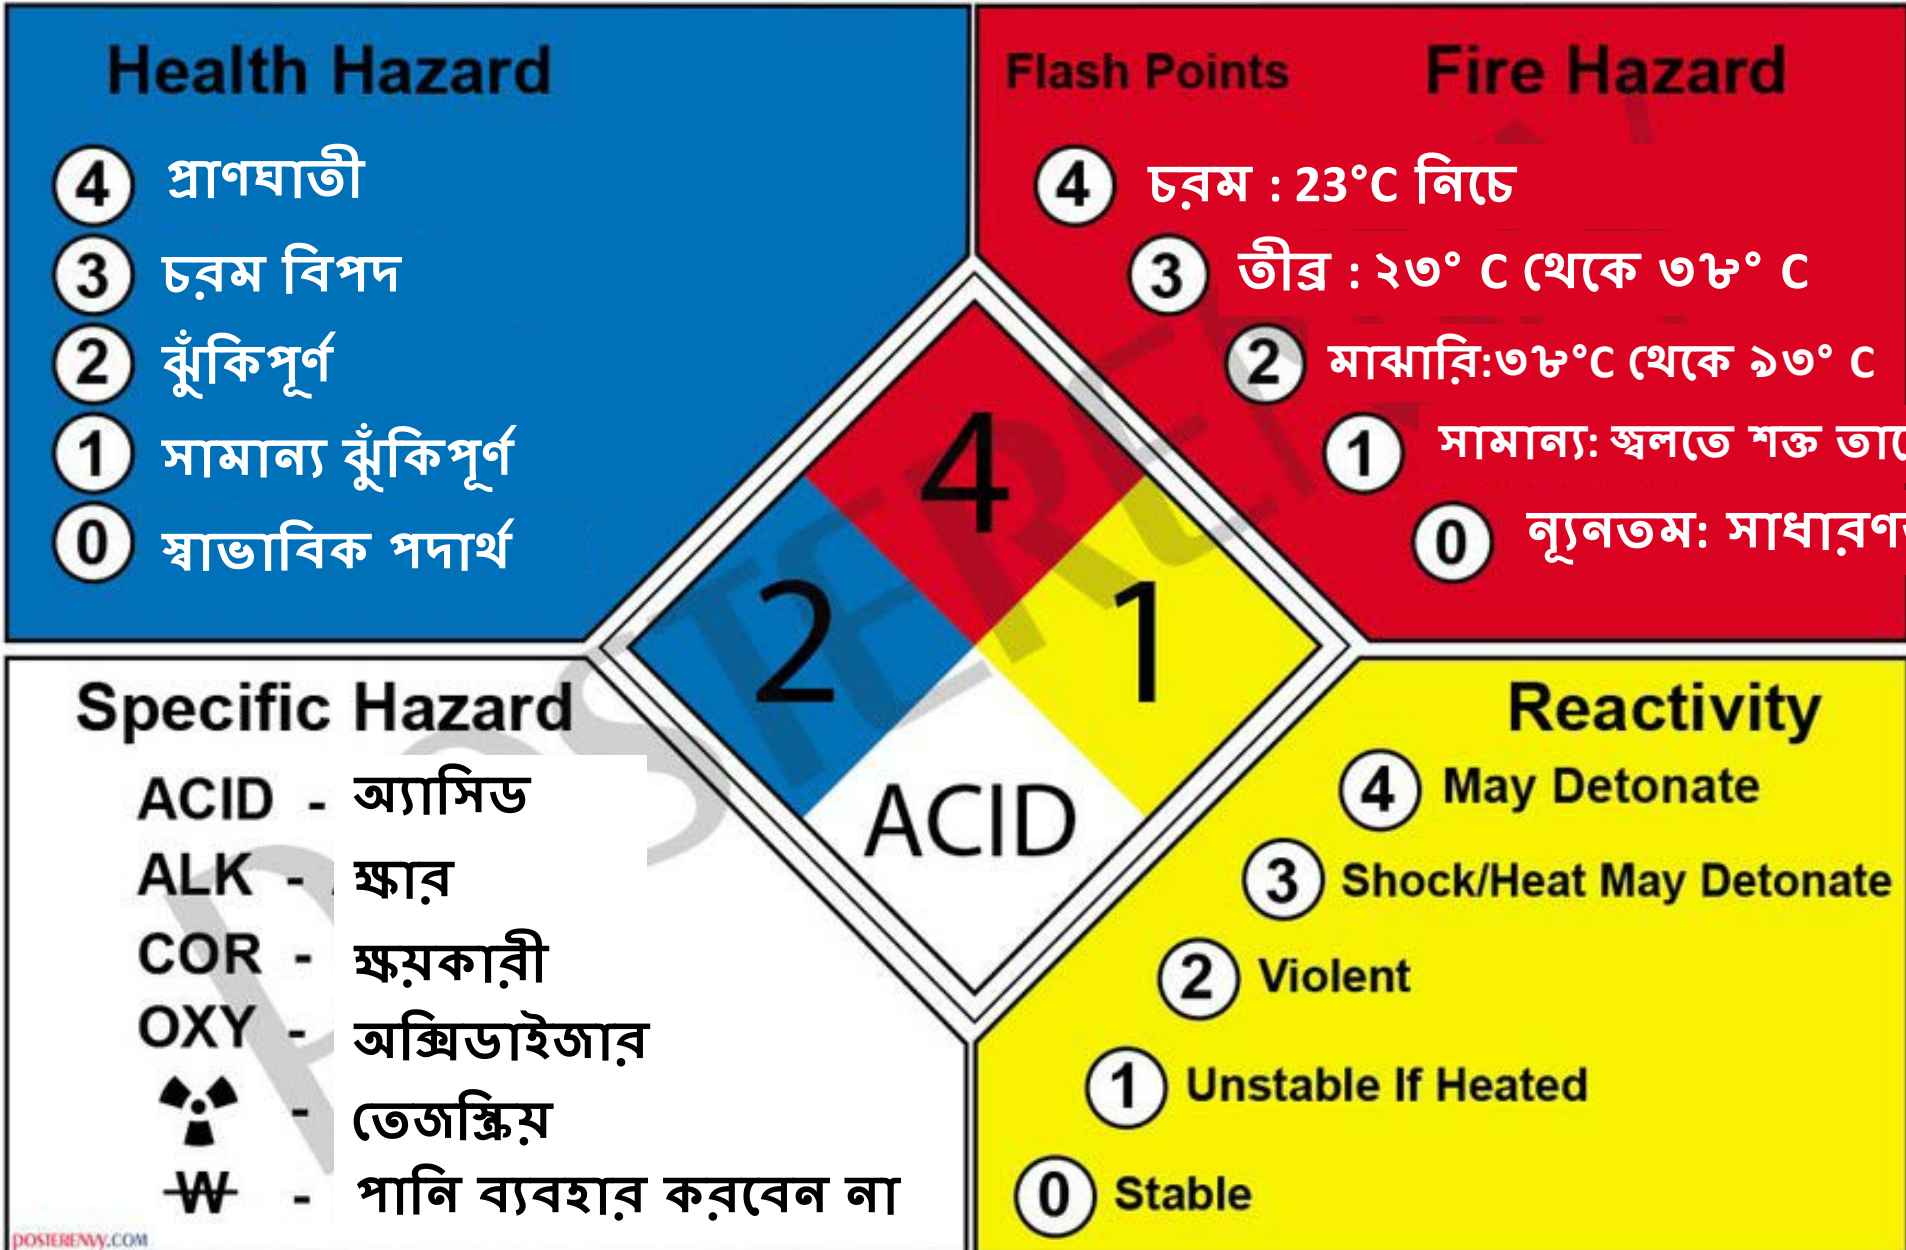 Health Hazard
4 প্রাণঘাতী
3 চরম বিপদ
2 ঝুঁকিপূর্ণ
1 সামান্য ঝুঁকিপূর্ণ
0 স্বাভাবিক পদার্থ
Flash Points Fire Hazard
4 চরম : 23°C নিচে
3 তীব্র : ২৩° C থেকে ৩৮° C
2 মাঝারি:৩৮°C থেকে ৯৩° C
1 সামান্য: জ্বলতে শক্ত
0 ন্যূনতম:
4
2
1
ACID
Specific Hazard
ACID - অ্যাসিড
ALK - ক্ষার
COR - ক্ষয়কারী
OXY - অক্সিডাইজার
- তেজস্ক্রিয়
W - পানি ব্যবহার করবেন না
Reactivity
4 May Detonate
3 Shock/Heat May Detonate
2 Violent
1 Unstable If Heated
0 Stable
POSTERENVY.COM